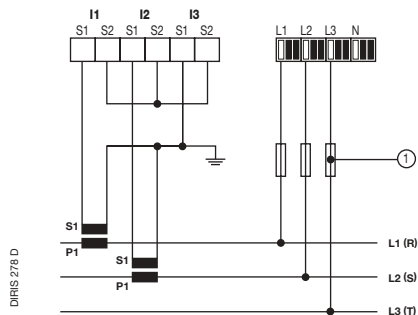 I1 I2 I3
S1 S2 S1 S2 S1 S2
L1 L2 L3 N
1
S1
P1
L1 (R)
S1
P1
L2 (S)
L3 (T)
DIRIS 278 D